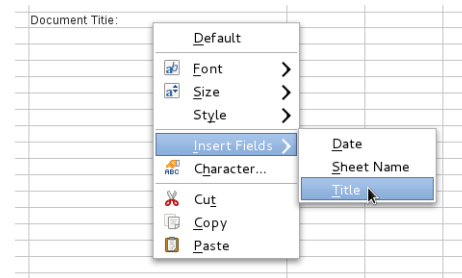 Document Title:
Default
Font
Size
Style
Insert Fields
Character...
Cut
Copy
Paste
Date
Sheet Name
Title